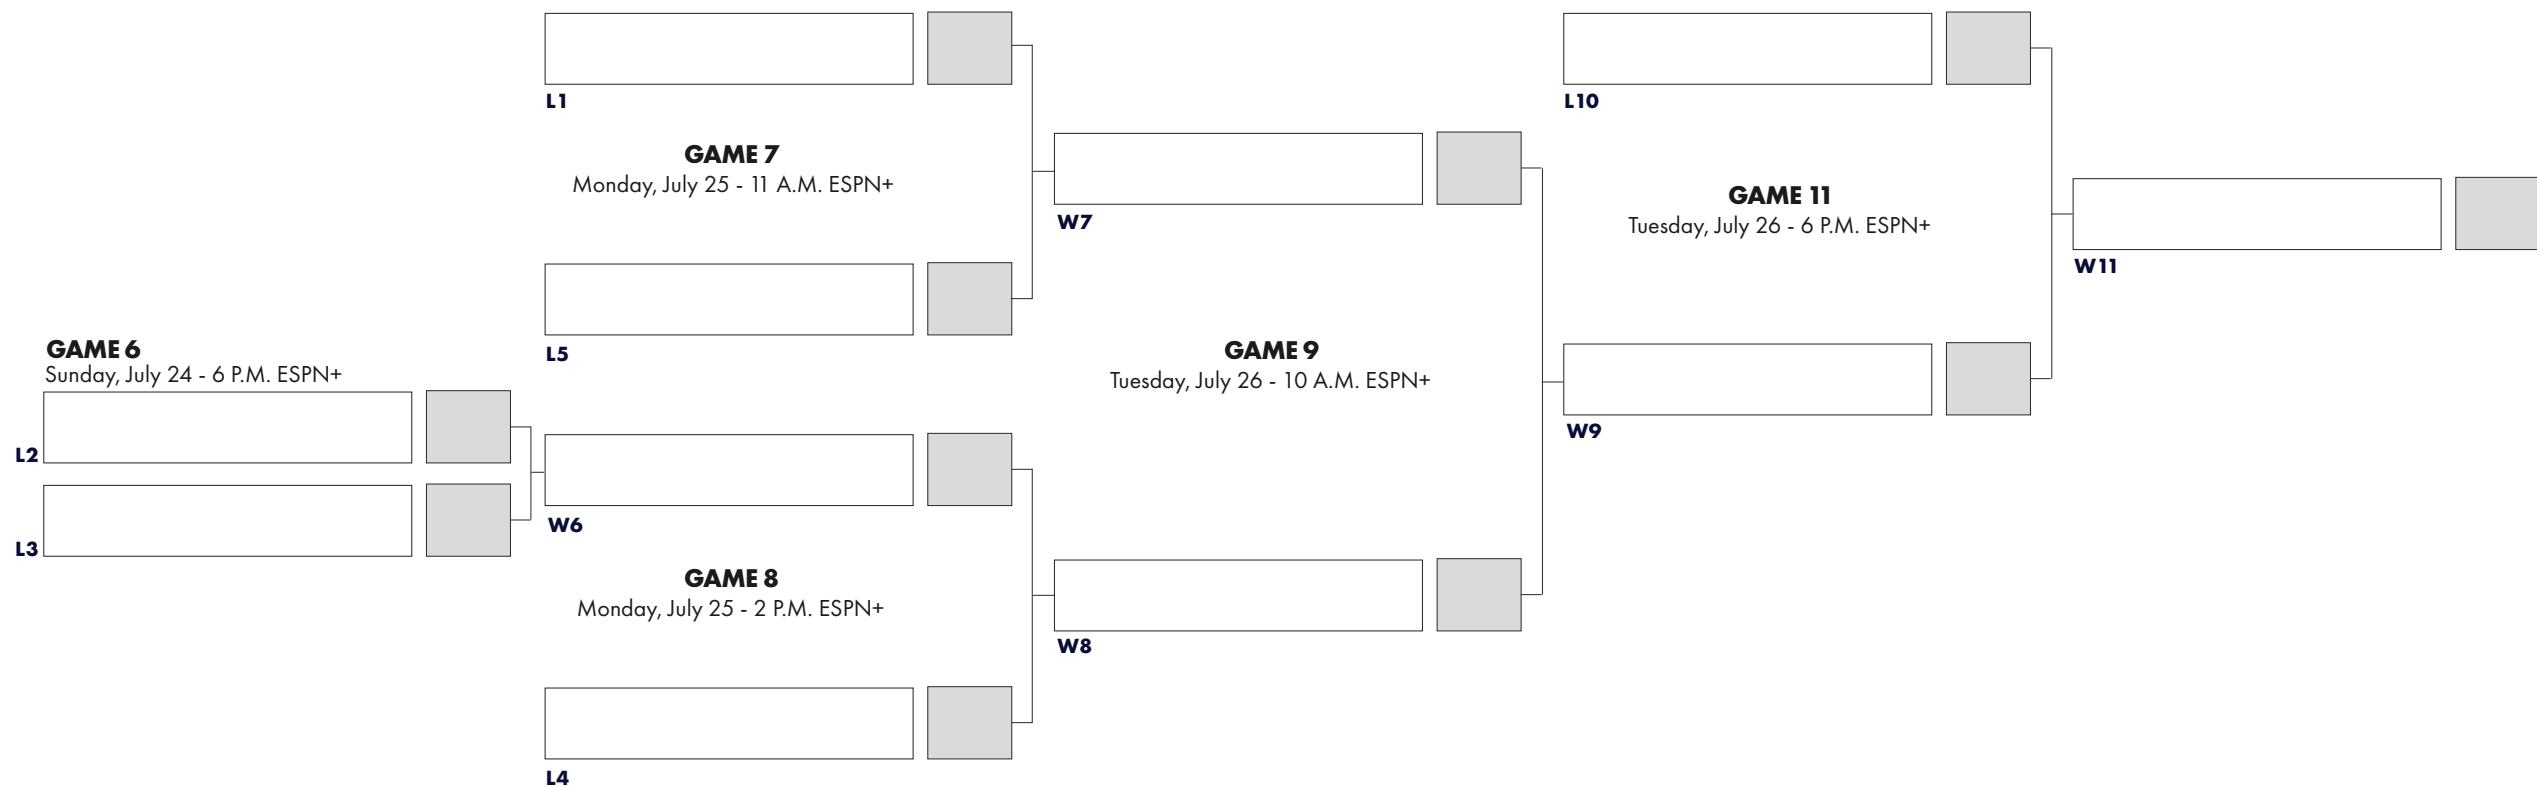 L1
GAME 7
Monday, July 25 - 11 A.M. ESPN+
L5
GAME 6
Sunday, July 24 - 6 P.M. ESPN+
L2
L3
W6
GAME 8
Monday, July 25 - 2 P.M. ESPN+
L4
W7
GAME 9
Tuesday, July 26 - 10 A.M. ESPN+
W8
L10
GAME 11
Tuesday, July 26 - 6 P.M. ESPN+
W9
W11